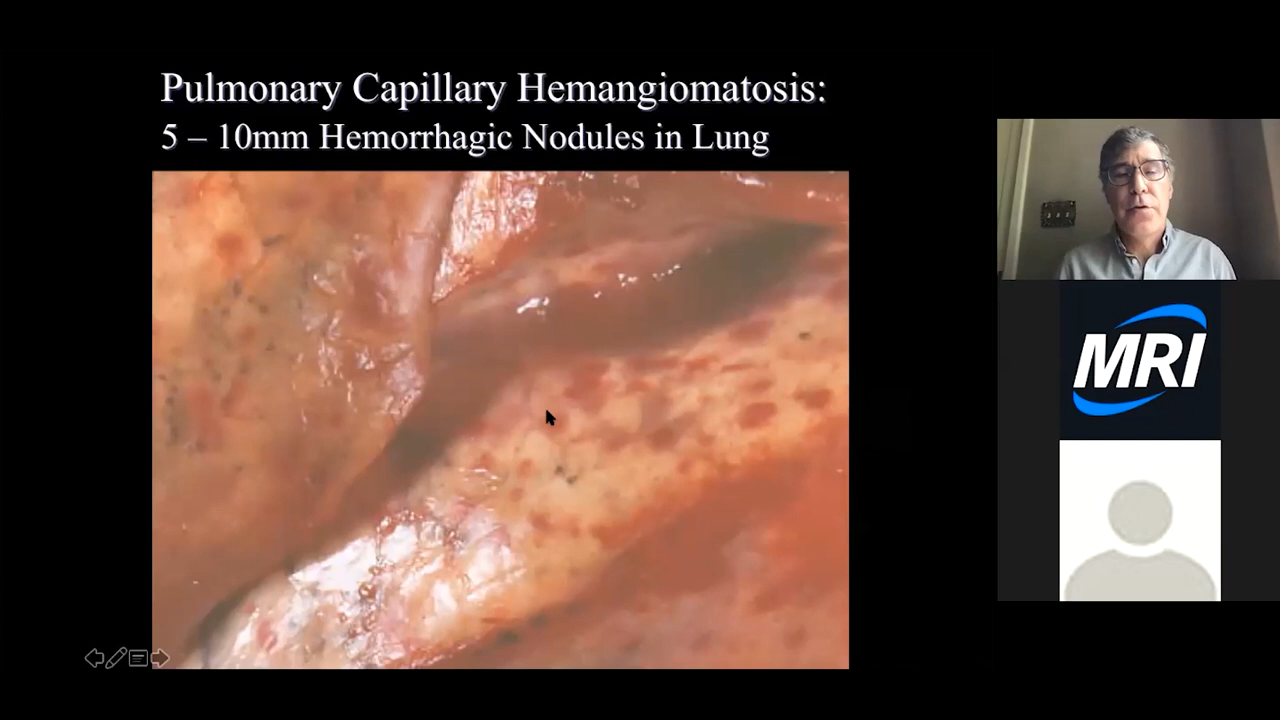 Pulmonary Capillary Hemangiomatosis:
5 – 10mm Hemorrhagic Nodules in Lung
MRI